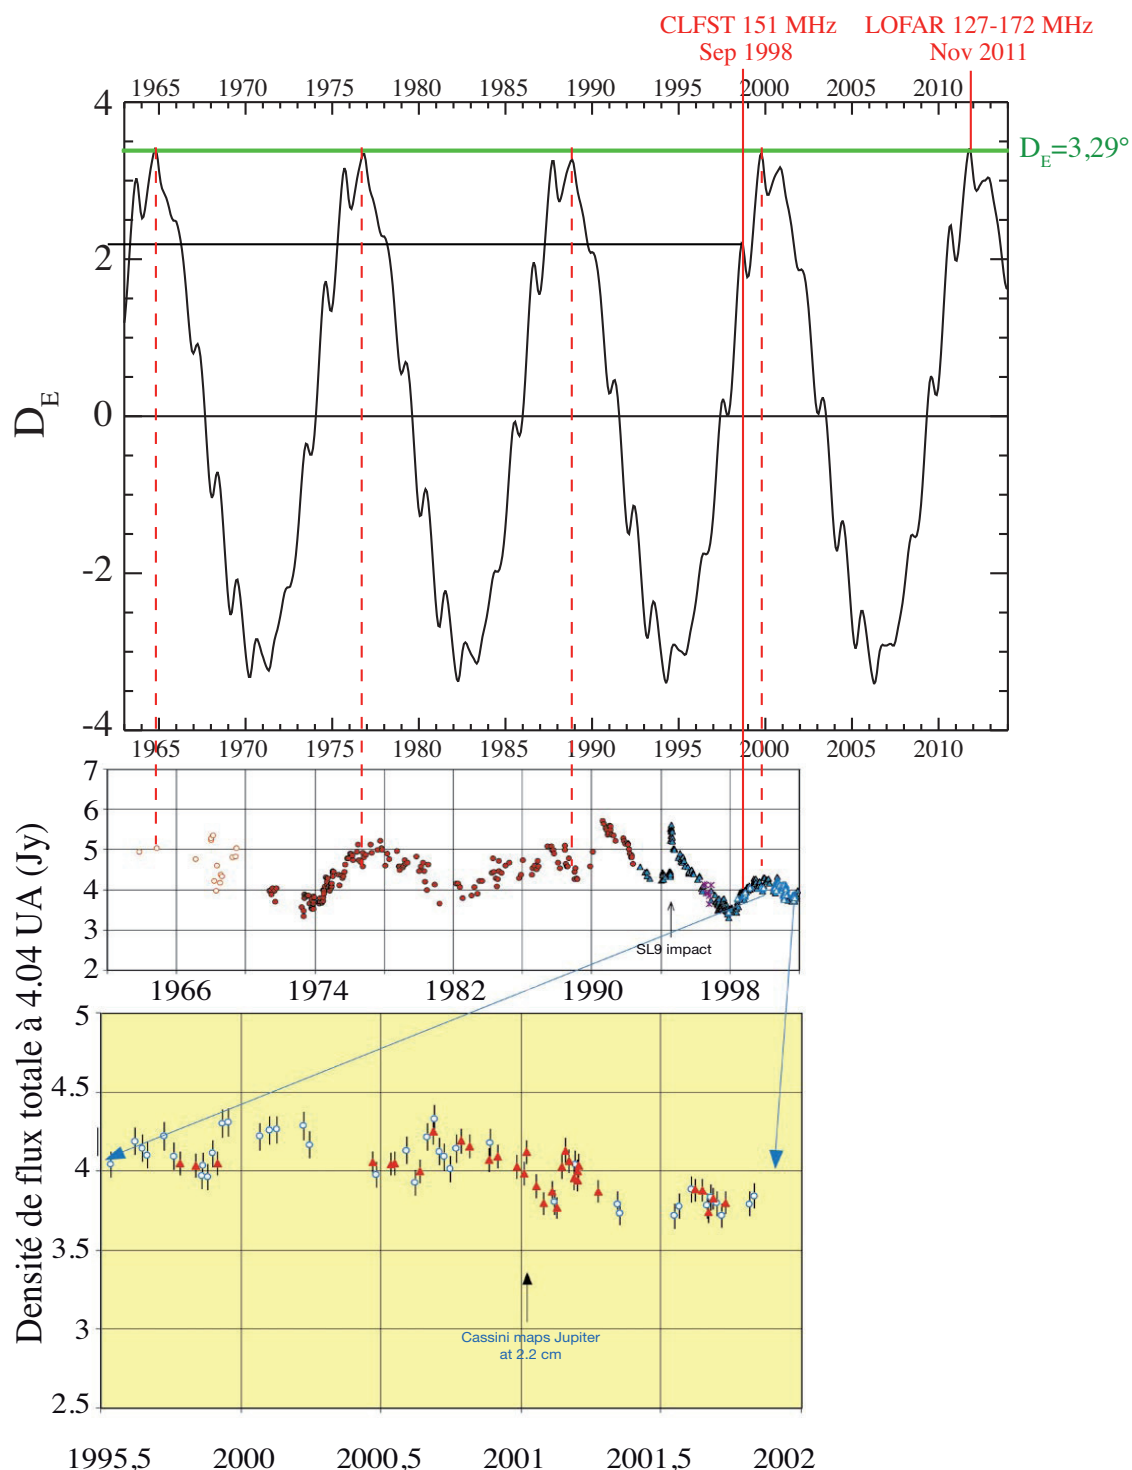 CLFST 151 MHz LOFAR 127-172 MHz
Sep 1998 Nov 2011
1965 1970 1975 1980 1985 1990 1995 2000 2005 2010
4
D_E=3,29°
2
0
D_E
-2
-4
1965 1970 1975 1980 1985 1990 1995 2000 2005 2010
7
6
5
4
3
2
SL9 impact
1966 1974 1982 1990 1998
Densité de flux totale à 4.04 UA (Jy)
5
4.5
4
3.5
3
2.5
Cassini maps Jupiter
at 2.2 cm
1995,5 2000 2000,5 2001 2001,5 2002